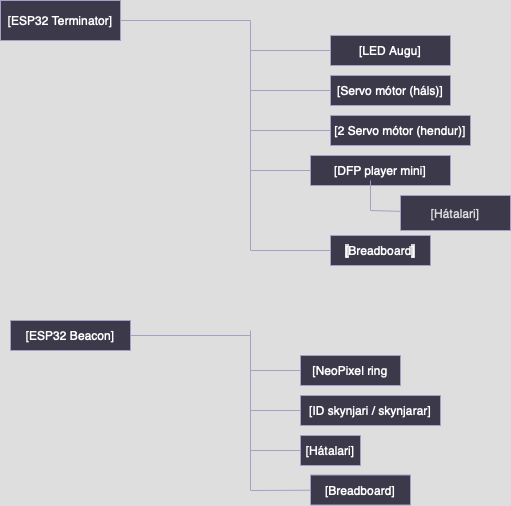 [ESP32 Terminator]
[LED Augu]
[Servo mótor (háls)]
[2 Servo mótor (hendur)]
[DFP player mini]
[Hátalari]
[Breadboard]
[ESP32 Beacon]
[NeoPixel ring
[ID skynjari / skynjarar]
[Hátalari]
[Breadboard]